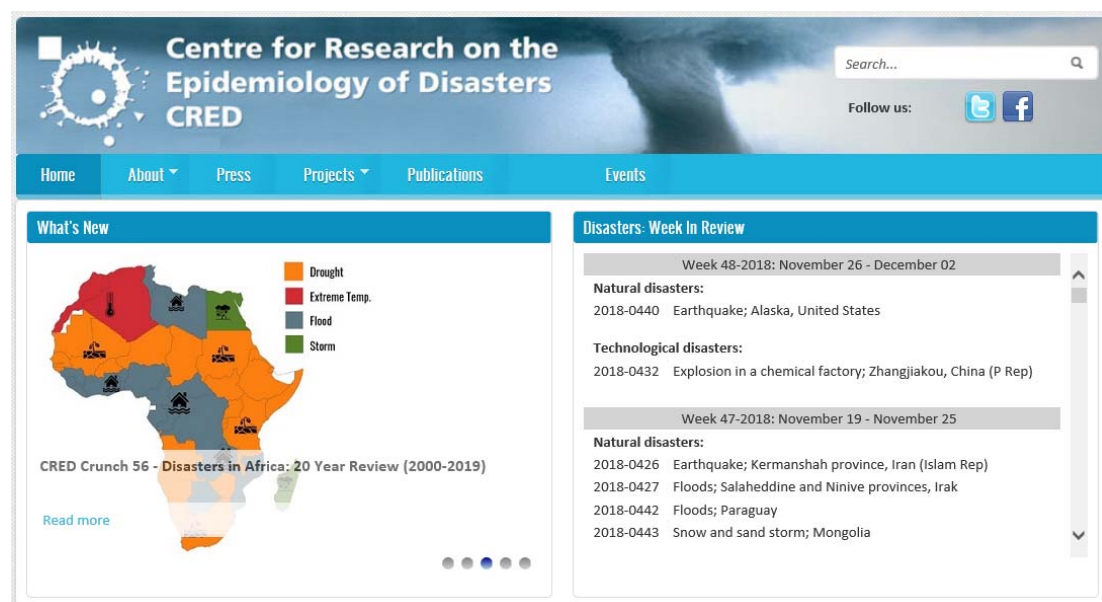 Centre for Research on the
Epidemiology of Disasters
CRED
Search...
Follow us:
Home About Press Projects Publications Events
What's New
Drought
Extreme Temp.
Flood
Storm
CRED Crunch 56 - Disasters in Africa: 20 Year Review (2000-2019)
Read more
Disasters: Week In Review
Week 48-2018: November 26 - December 02
Natural disasters:
2018-0440 Earthquake; Alaska, United States
Technological disasters:
2018-0432 Explosion in a chemical factory; Zhangjiakou, China (P Rep)
Week 47-2018: November 19 - November 25
Natural disasters:
2018-0426 Earthquake; Kermanshah province, Iran (Islam Rep)
2018-0427 Floods; Salaheddine and Ninive provinces, Irak
2018-0442 Floods; Paraguay
2018-0443 Snow and sand storm; Mongolia